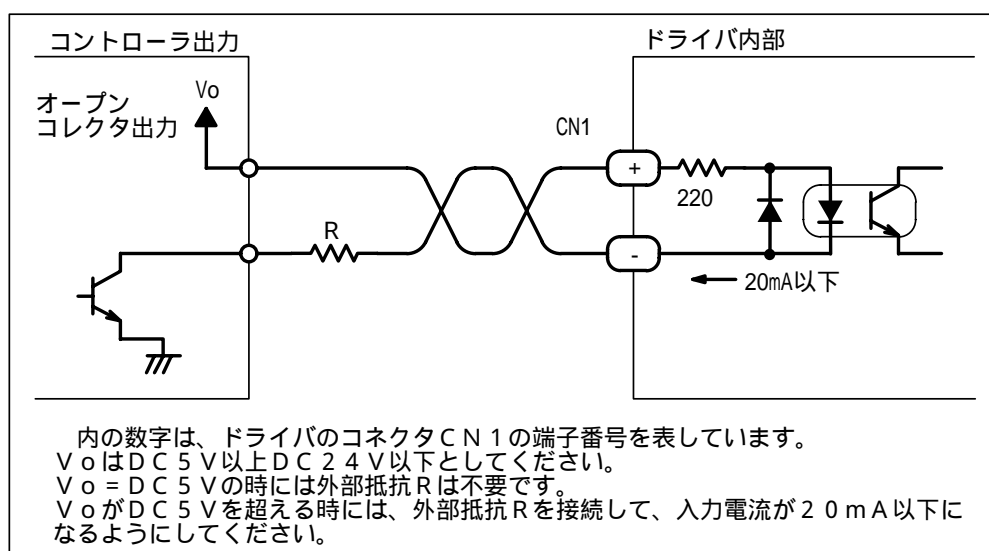 コントローラ出力
ドライバ内部
オープン
コレクタ出力
Vo
CN1
+
220
R
-
20mA以下
内の数字は、ドライバのコネクタCN1の端子番号を表しています。
VoはDC5V以上DC24V以下としてください。
Vo=DC5Vの時には外部抵抗Rは不要です。
VoがDC5Vを超える時には、外部抵抗Rを接続して、入力電流が20mA以下に
なるようにしてください。